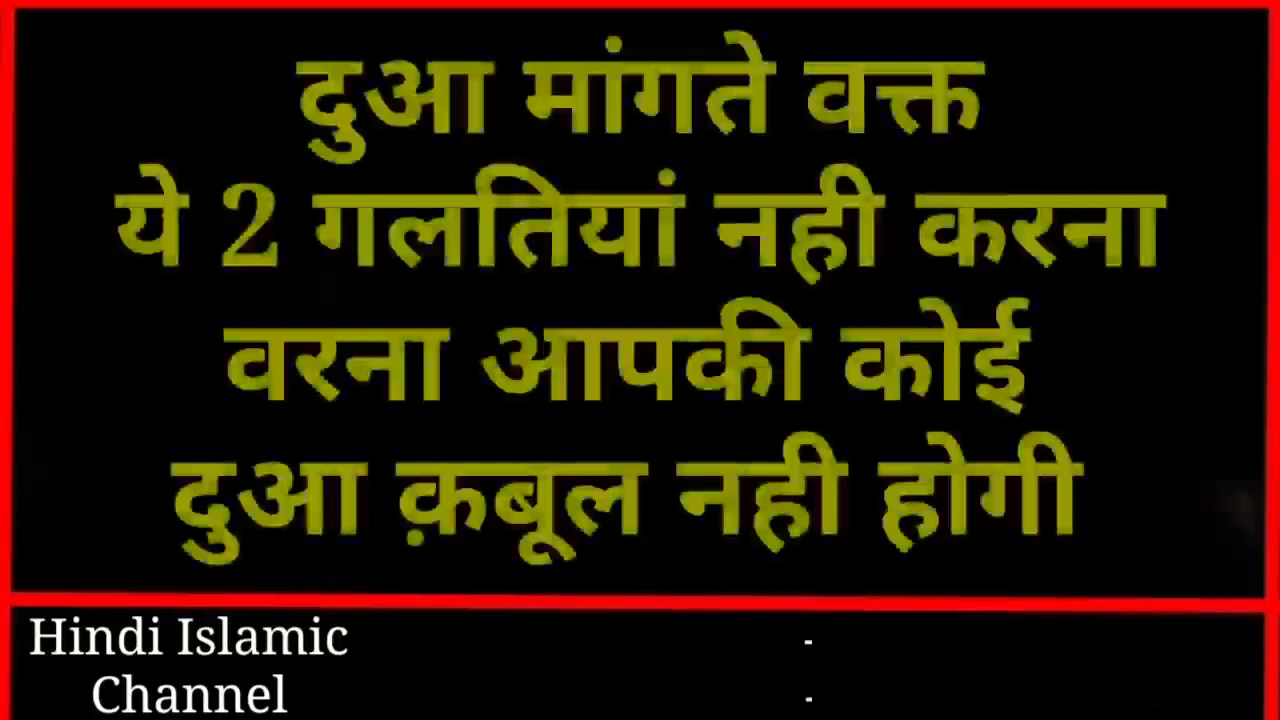 दुआ मांगते वक्त
ये 2 गलतियां नही करना
वरना आपकी कोई
दुआ क़बूल नही होगी
Hindi Islamic
Channel
-
-